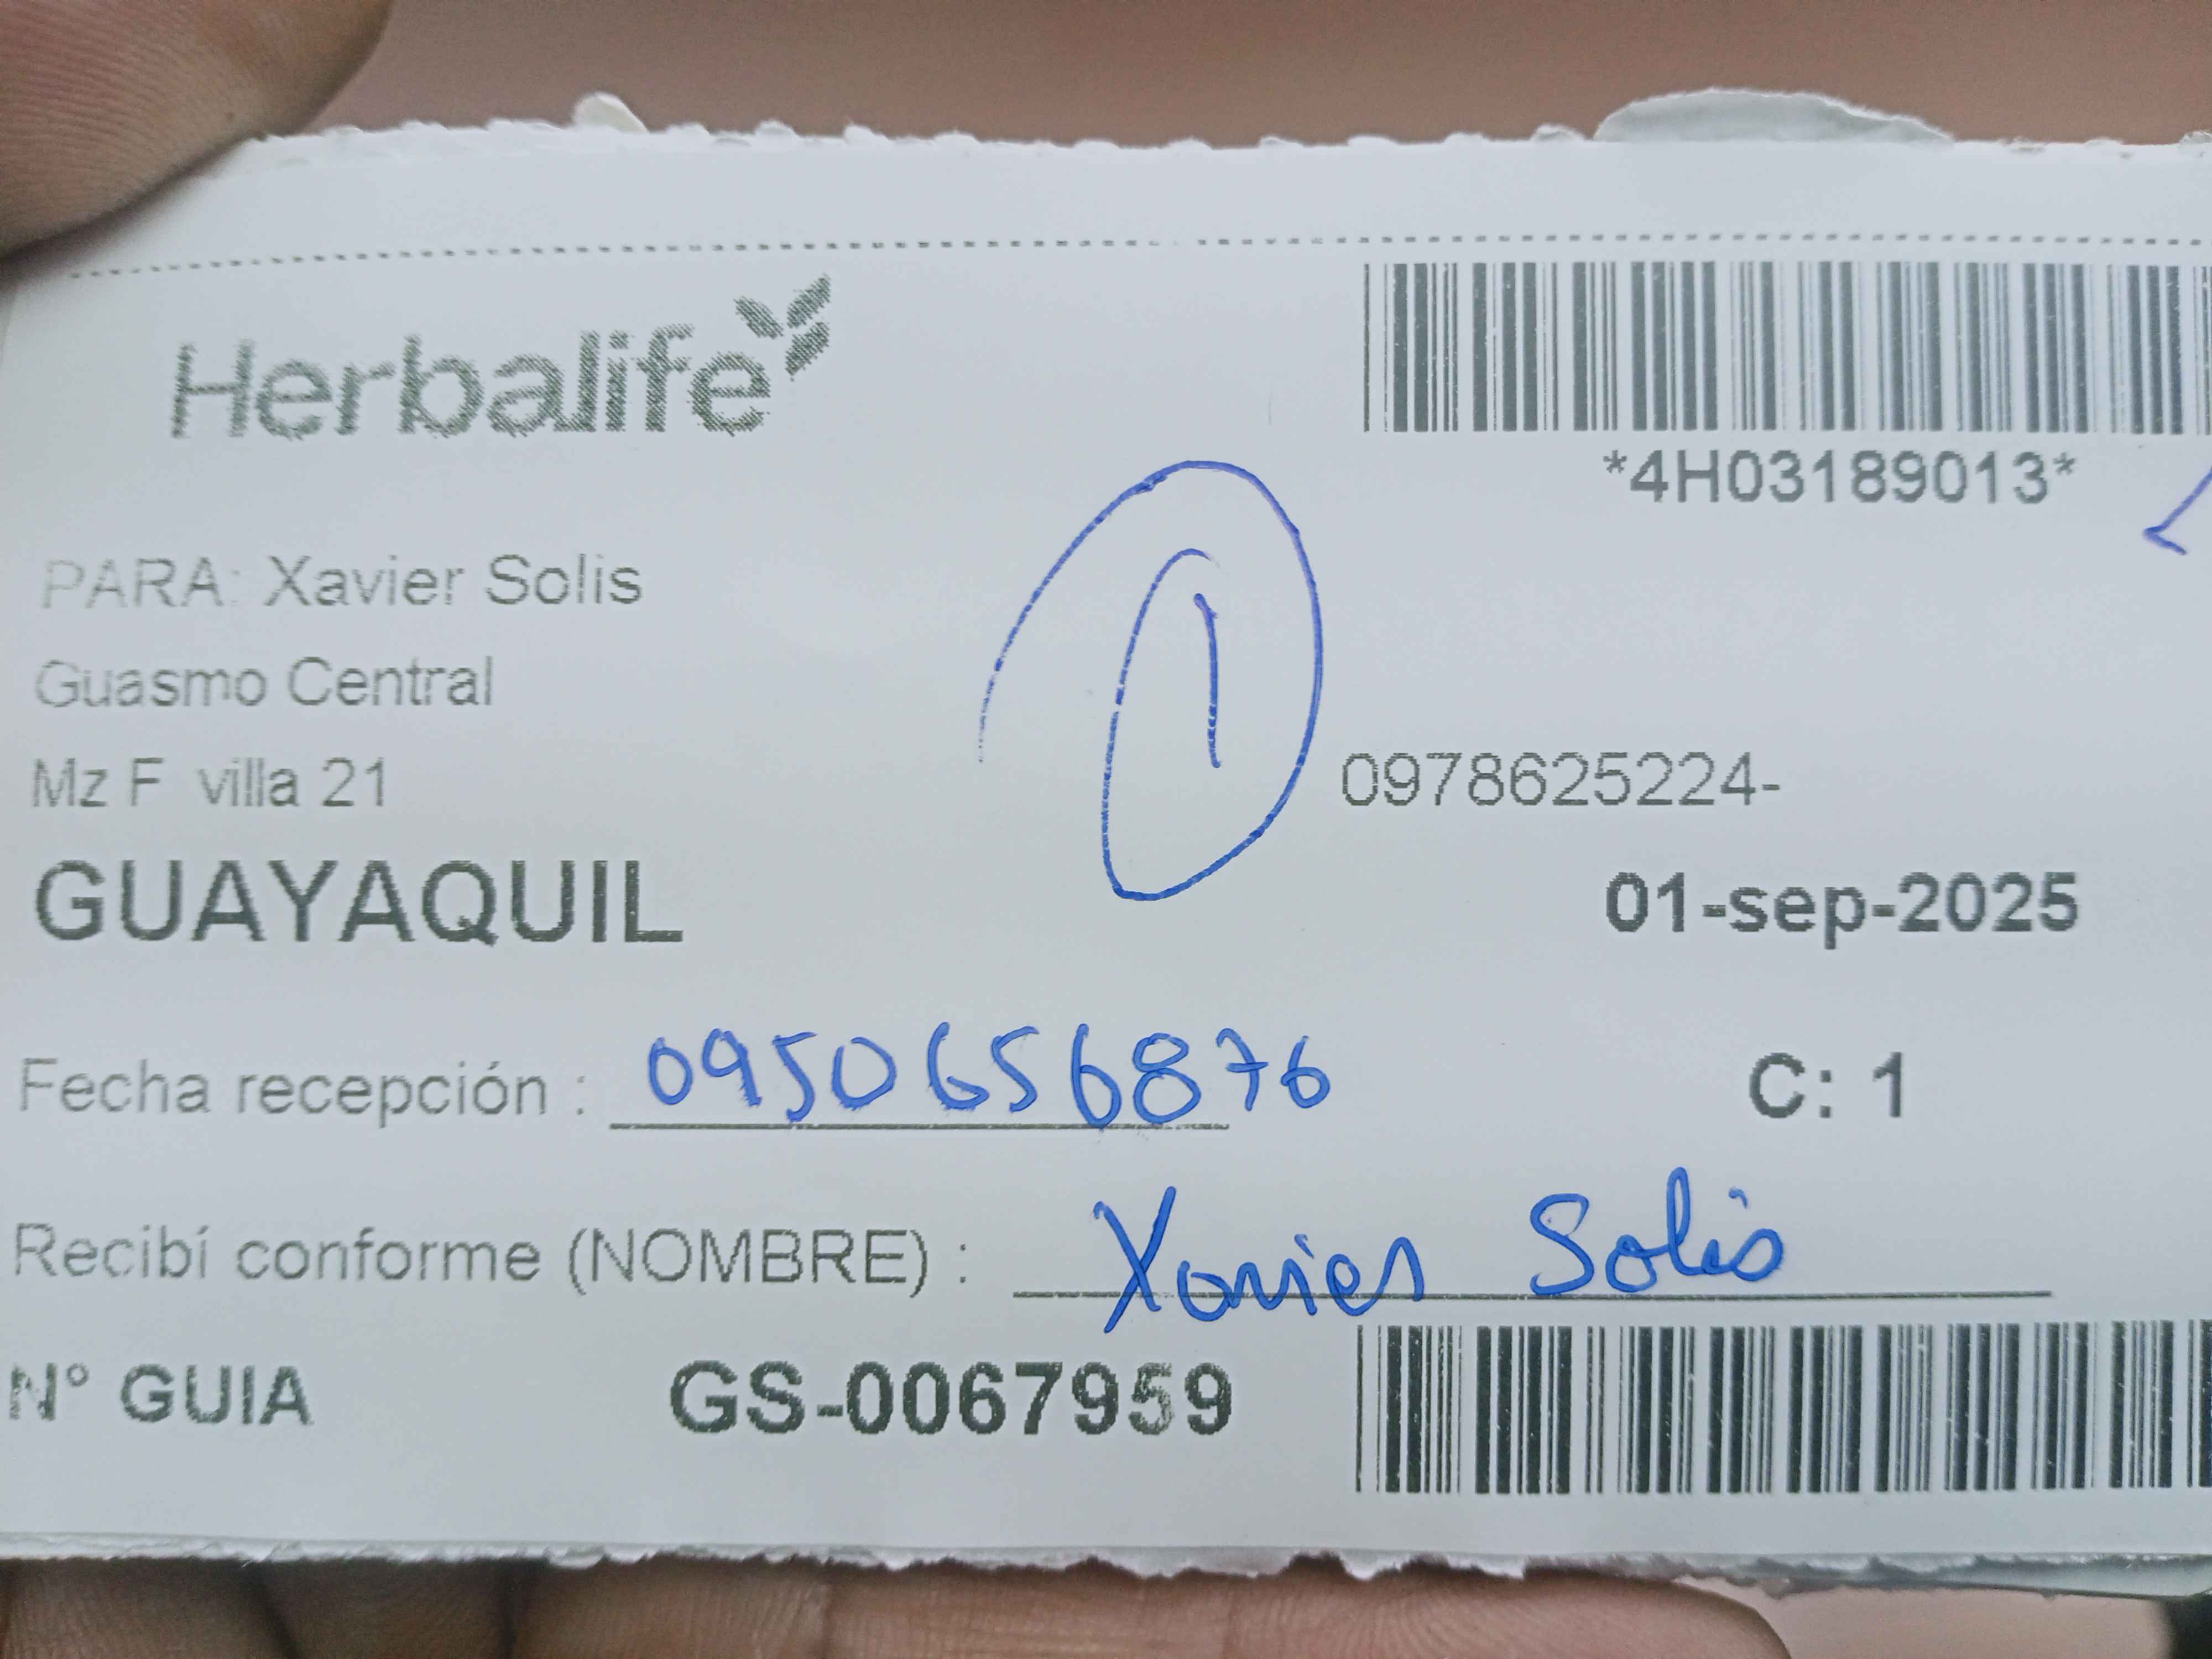 Herbalife
*4H03189013*
PARA: Xavier Solis
Guasmo Central
1
Mz F villa 21
0978625224-
GUAYAQUIL
01-sep-2025
Fecha recepción : 0950656876
C: 1
Recibí conforme (NOMBRE) : Xavier Solis
N° GUIA GS-0067959